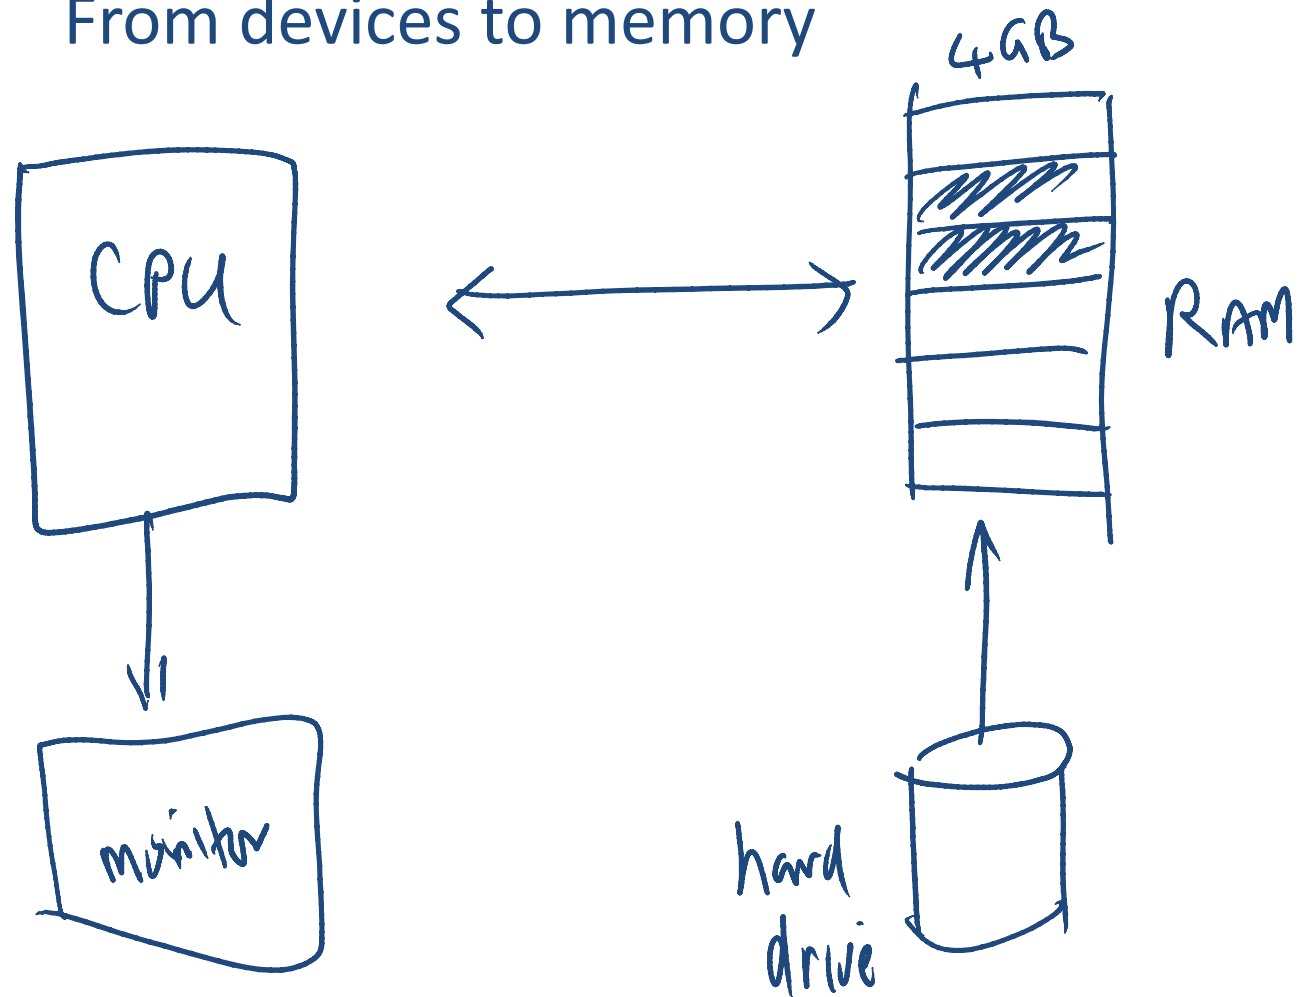 From devices to memory
4GB
CPU
RAM
monitor
hard
drive